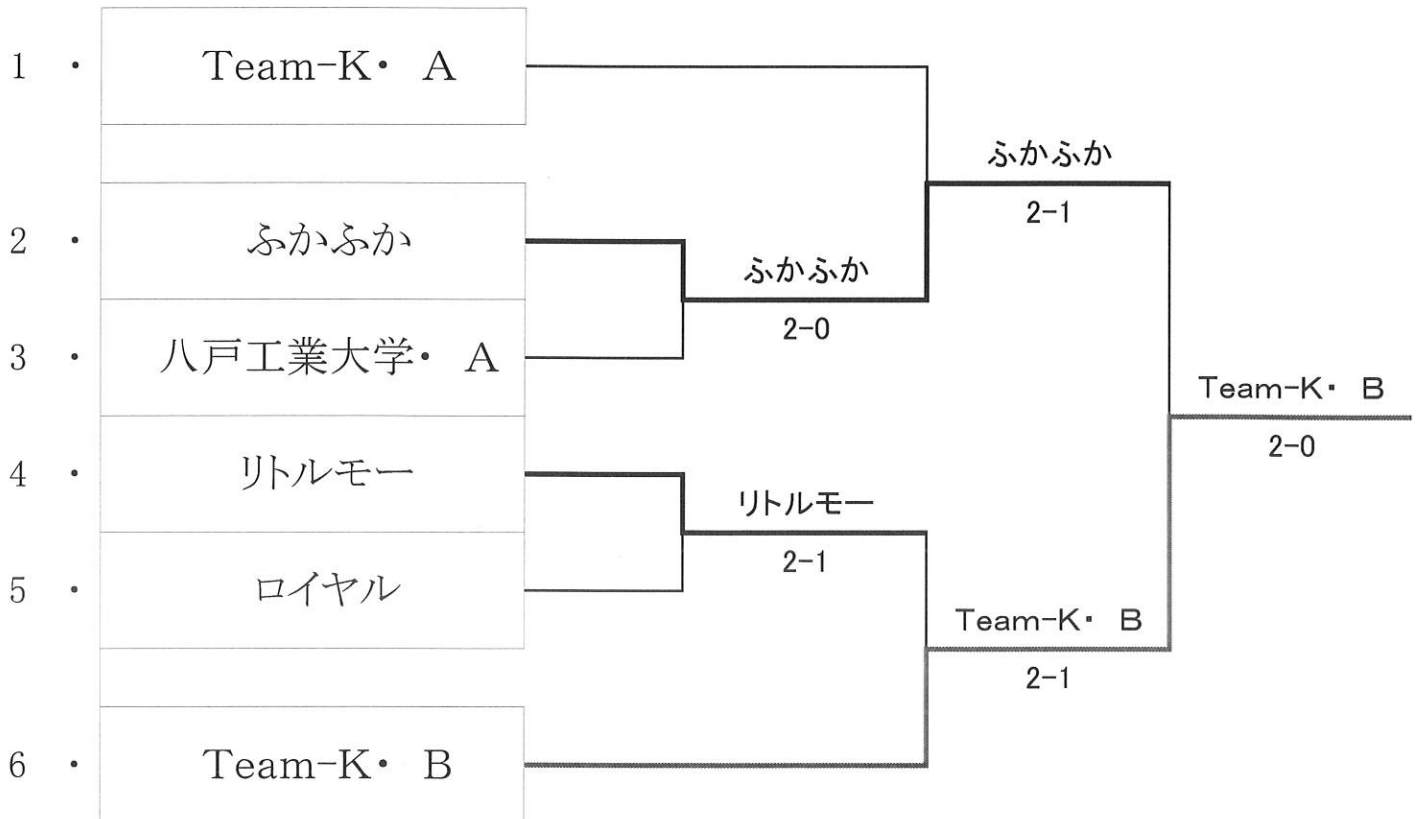 1 ・ Team-K・ A
ふかふか
2-1
2 ・ ふかふか
ふかふか
2-0
3 ・ 八戸工業大学・ A
Team-K・ B
2-0
4 ・ リトルモー
リトルモー
2-1
5 ・ ロイヤル
Team-K・ B
2-1
6 ・ Team-K・ B